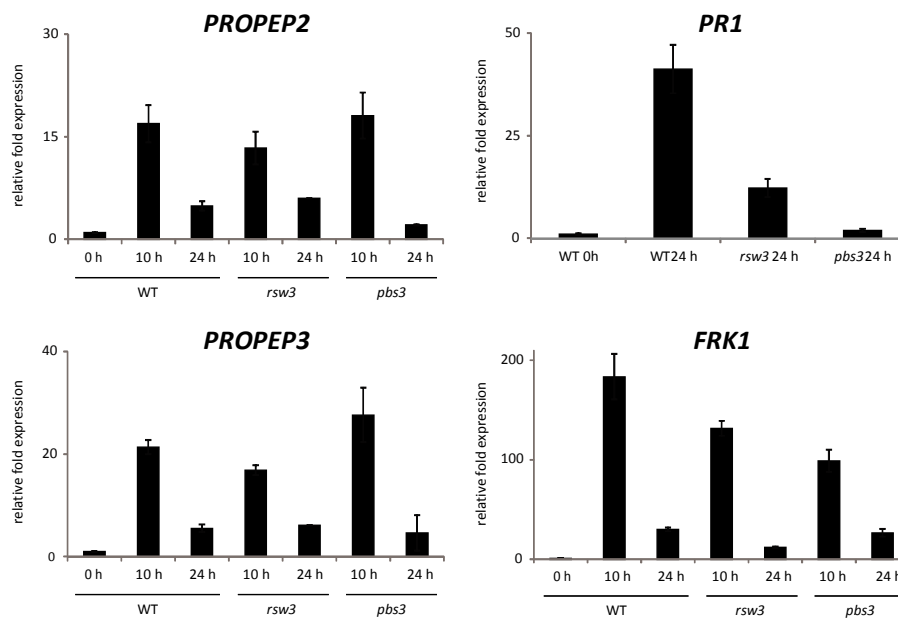 PROPEP2
relative fold expression
30
15
0
0 h 10 h 24 h 10 h 24 h 10 h 24 h
WT rsw3 pbs3
PR1
relative fold expression
50
25
0
WT 0h WT24 h rsw3 24 h pbs324 h
PROPEP3
relative fold expression
40
20
0
0 h 10 h 24 h 10 h 24 h 10 h 24 h
WT rsw3 pbs3
FRK1
relative fold expression
200
100
0
0 h 10 h 24 h 10 h 24 h 10 h 24 h
WT rsw3 pbs3